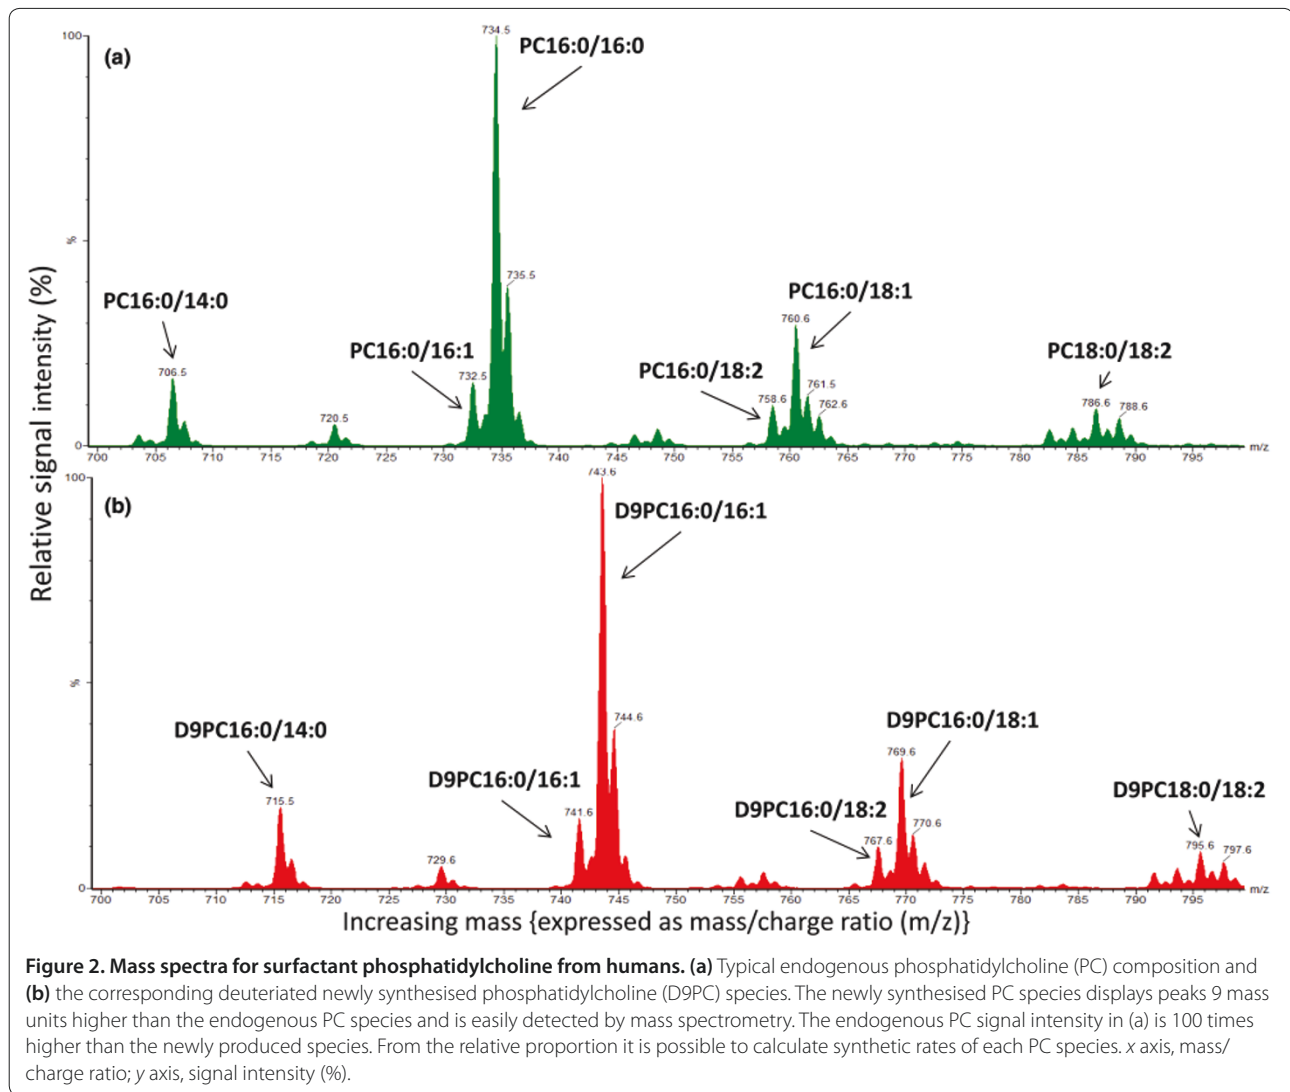 (a)
100
%
0
734.5
PC16:0/16:0
735.5
PC16:0/14:0
706.5
720.5
PC16:0/16:1
732.5
PC16:0/18:1
760.6
PC16:0/18:2
758.6
761.5
762.6
PC18:0/18:2
786.6
788.6
700 705 710 715 720 725 730 735 740 745 750 755 760 765 770 775 780 785 790 795 m/z
Relative signal intensity (%)
(b)
100
%
0
743.6
D9PC16:0/16:1
744.6
D9PC16:0/14:0
715.5
729.6
D9PC16:0/16:1
741.6
D9PC16:0/18:1
769.6
D9PC16:0/18:2
767.6
770.6
D9PC18:0/18:2
795.6
797.6
700 705 710 715 720 725 730 735 740 745 750 755 760 765 770 775 780 785 790 795 m/z
Increasing mass {expressed as mass/charge ratio (m/z)}
Figure 2. Mass spectra for surfactant phosphatidylcholine from humans. (a) Typical endogenous phosphatidylcholine (PC) composition and
(b) the corresponding deuteriated newly synthesised phosphatidylcholine (D9PC) species. The newly synthesised PC species displays peaks 9 mass
units higher than the endogenous PC species and is easily detected by mass spectrometry. The endogenous PC signal intensity in (a) is 100 times
higher than the newly produced species. From the relative proportion it is possible to calculate synthetic rates of each PC species. x axis, mass/
charge ratio; y axis, signal intensity (%).